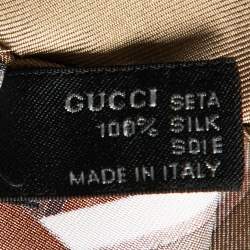 GUCCI SETA
100% SILK
SOIE
MADE IN ITALY